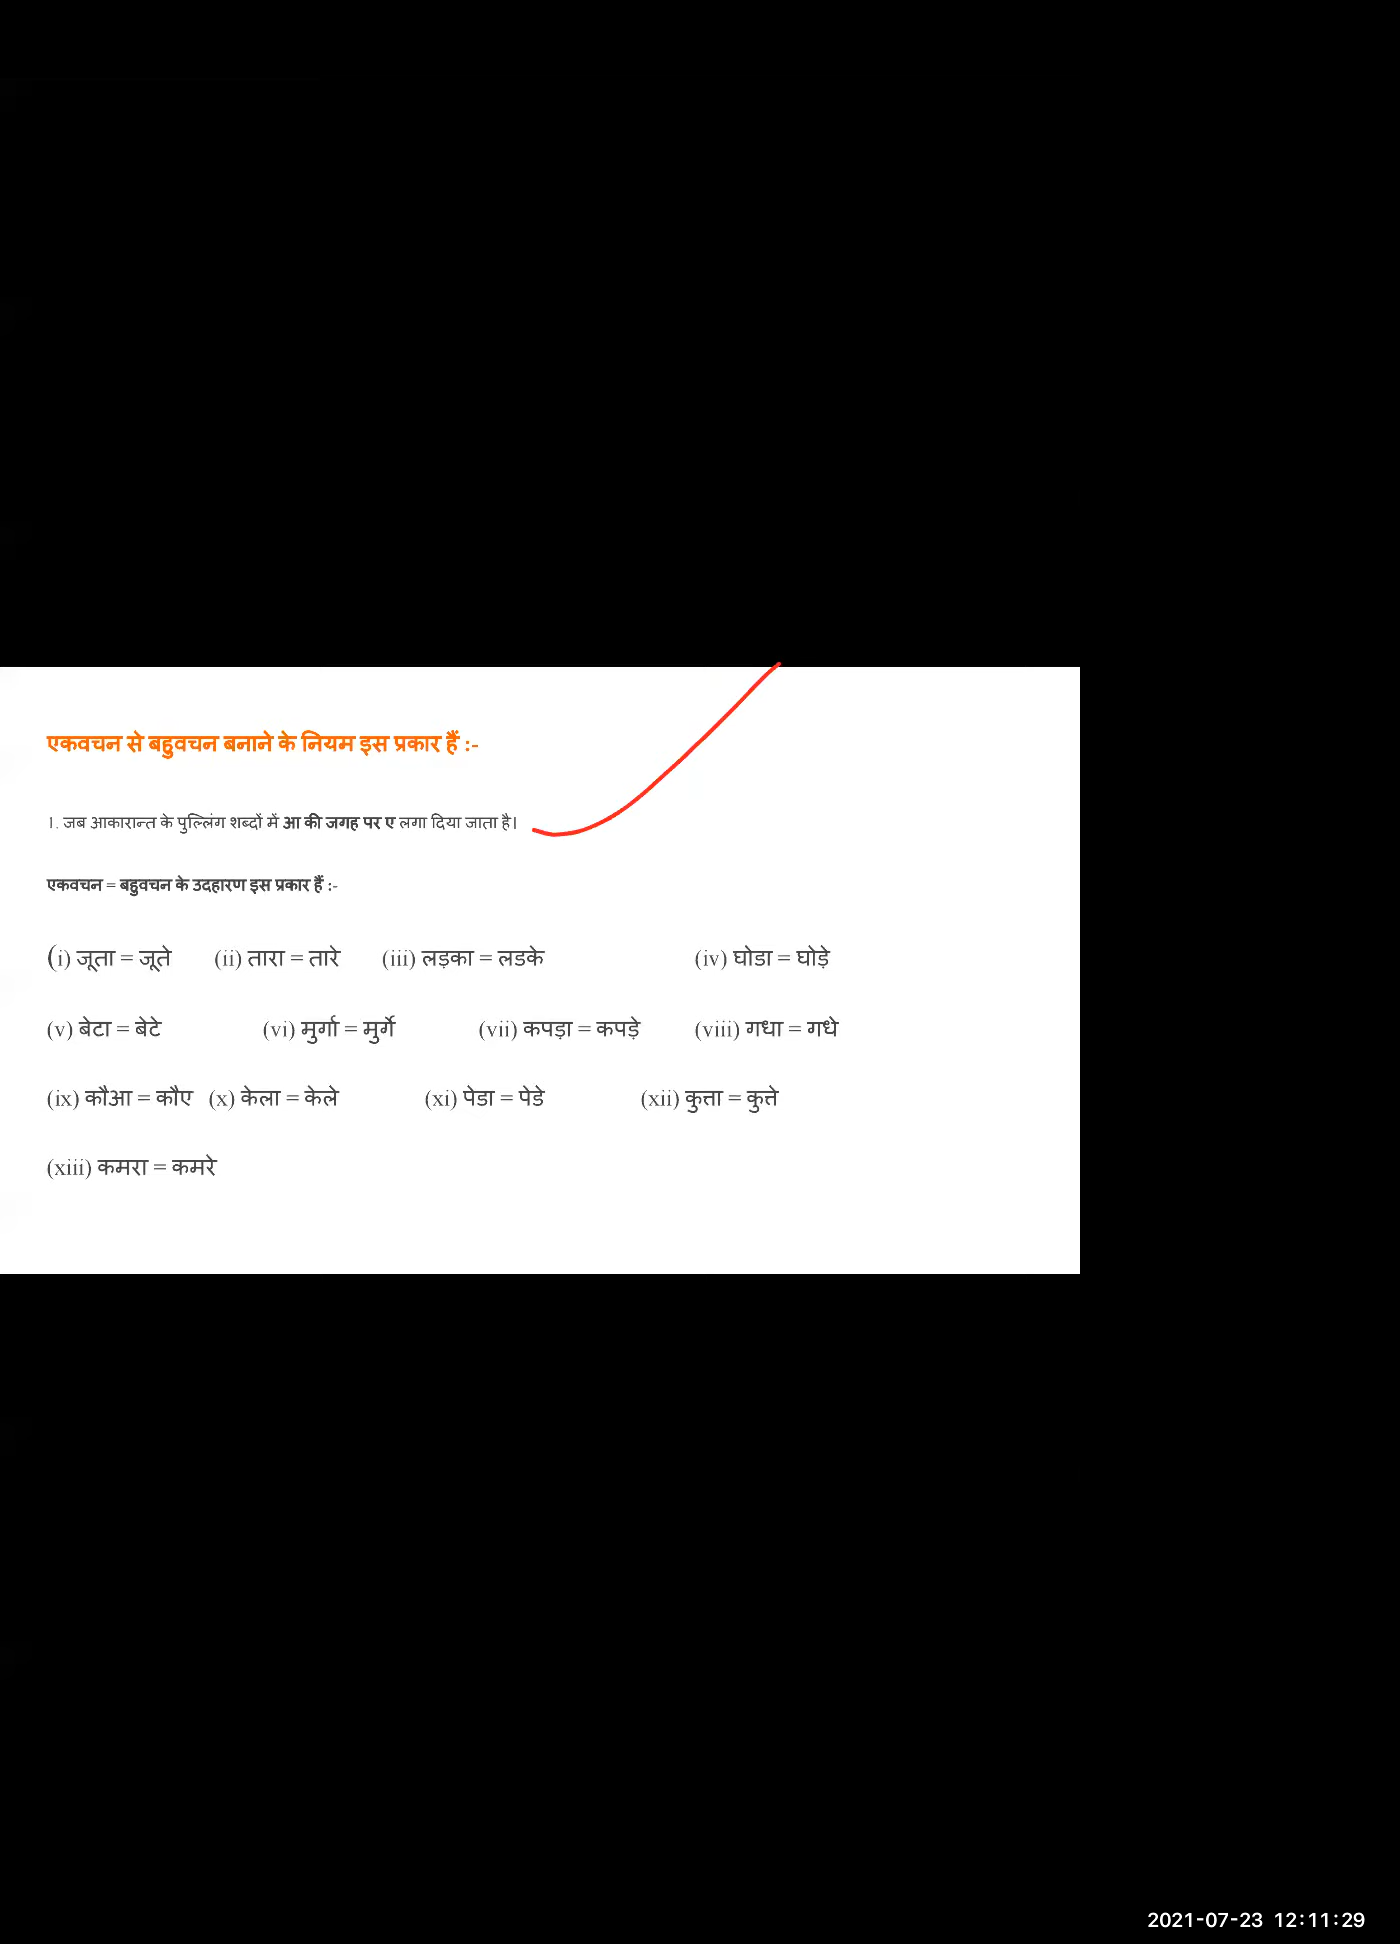 एकवचन से बहुवचन बनाने के नियम इस प्रकार हैं :-
1. जब आकारान्त के पुल्लिंग शब्दों में आ की जगह पर ए लगा दिया जाता है।
एकवचन = बहुवचन के उदहारण इस प्रकार हैं :-
(i) जूता = जूते (ii) तारा = तारे (iii) लड़का = लडके (iv) घोडा = घोड़े
(v) बेटा = बेटे (vi) मुर्गा = मुर्गे (vii) कपड़ा = कपड़े (viii) गधा = गधे
(ix) कौआ = कौए (x) केला = केले (xi) पेडा = पेडे (xii) कुत्ता = कुत्ते
(xiii) कमरा = कमरे
2021-07-23 12:11:29